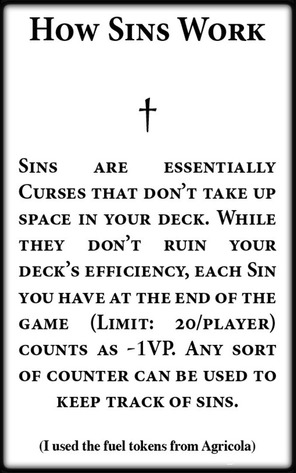 How Sins Work
†
Sins are essentially
Curses that don't take up
space in your deck. While
they don't ruin your
deck's efficiency, each Sin
you have at the end of the
game (Limit: 20/player)
counts as -1VP. Any sort
of counter can be used to
keep track of sins.
(I used the fuel tokens from Agricola)